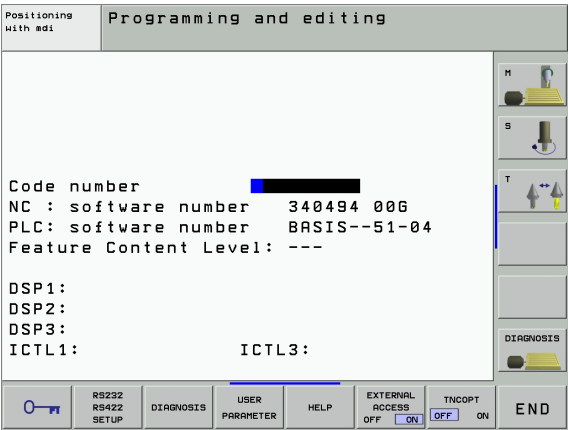 Positioning
with mdi
Programming and editing
M
S
T
Code number
NC : software number 340494 00G
PLC: software number BASIS--51-04
Feature Content Level: ---
DSP1:
DSP2:
DSP3:
ICTL1: ICTL3:
DIAGNOSIS
RS232
RS422
SETUP
DIAGNOSIS
USER
PARAMETER
HELP
EXTERNAL
ACCESS
OFF ON
TNCOPT
OFF ON
END